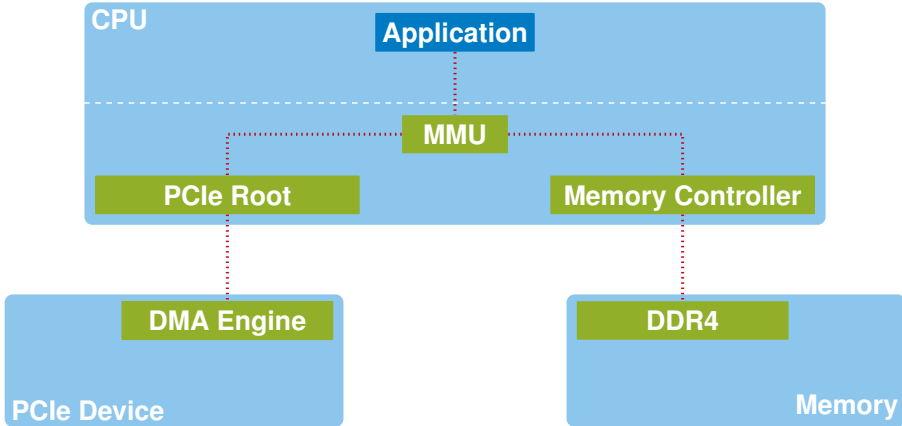 CPU
Application
MMU
PCIe Root
Memory Controller
DMA Engine
DDR4
PCIe Device
Memory